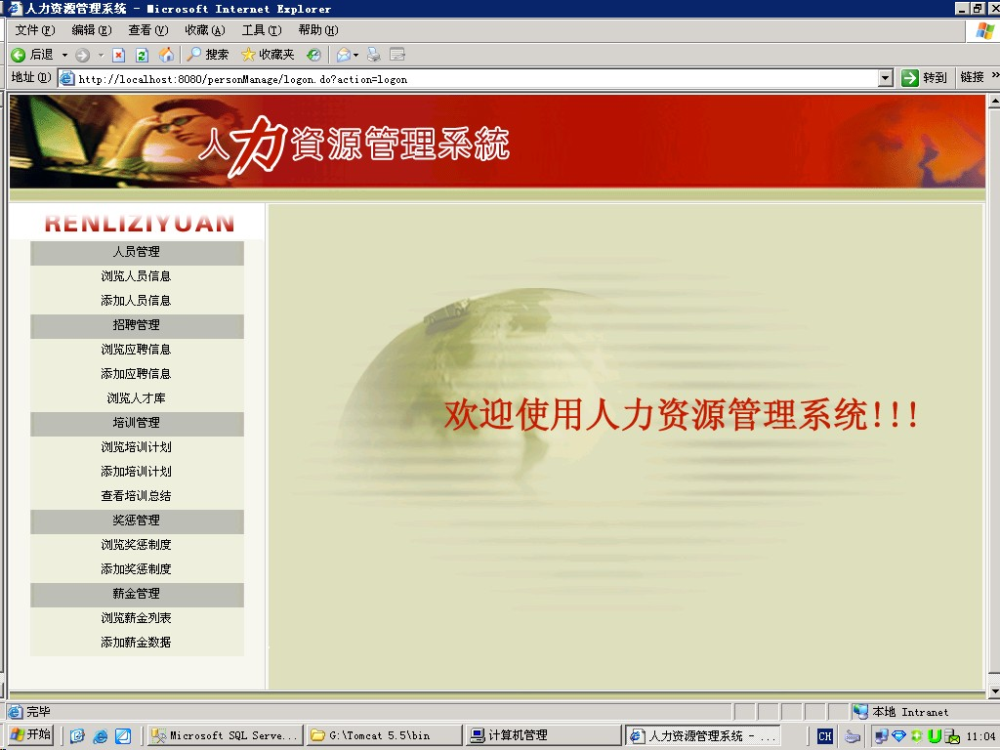 人力资源管理系统 - Microsoft Internet Explorer
文件(F) 编辑(E) 查看(V) 收藏(A) 工具(T) 帮助(H)
后退 搜索 收藏夹
地址(D) http://localhost:8080/personManage/logon.do?action=logon 转到 链接 »
人力資源管理系統
RENLIZIYUAN
人员管理
浏览人员信息
添加人员信息
招聘管理
浏览应聘信息
添加应聘信息
浏览人才库
培训管理
浏览培训计划
添加培训计划
查看培训总结
奖惩管理
浏览奖惩制度
添加奖惩制度
薪金管理
浏览薪金列表
添加薪金数据
欢迎使用人力资源管理系统!!!
完毕 本地 Intranet
开始 Microsoft SQL Serve... G:\Tomcat 5.5\bin 计算机管理 人力资源管理系统 - ... CH 11:04